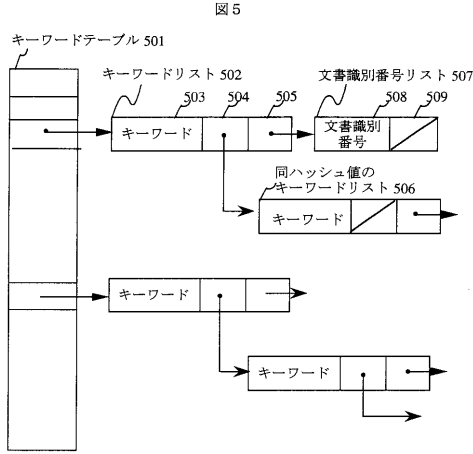 図５
キーワードテーブル 501
キーワードリスト 502
503
504
505
文書識別番号リスト 507
508
509
キーワード
文書識別
番号
同ハッシュ値の
キーワードリスト 506
キーワード
キーワード
キーワード